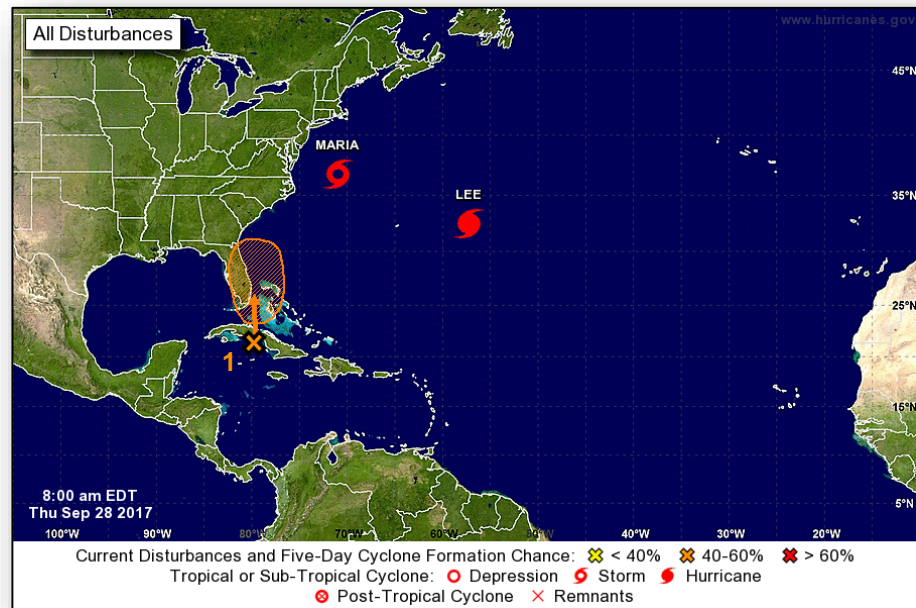 All Disturbances
www.hurricanes.gov
45°N
MARIA
LEE
35°N
25°N
1
15°N
8:00 am EDT
Thu Sep 28 2017
5°N
100°W 90°W 80°W 70°W 60°W 50°W 40°W 30°W 20°W
Current Disturbances and Five-Day Cyclone Formation Chance: < 40% 40-60% > 60%
Tropical or Sub-Tropical Cyclone: Depression Storm Hurricane
Post-Tropical Cyclone Remnants